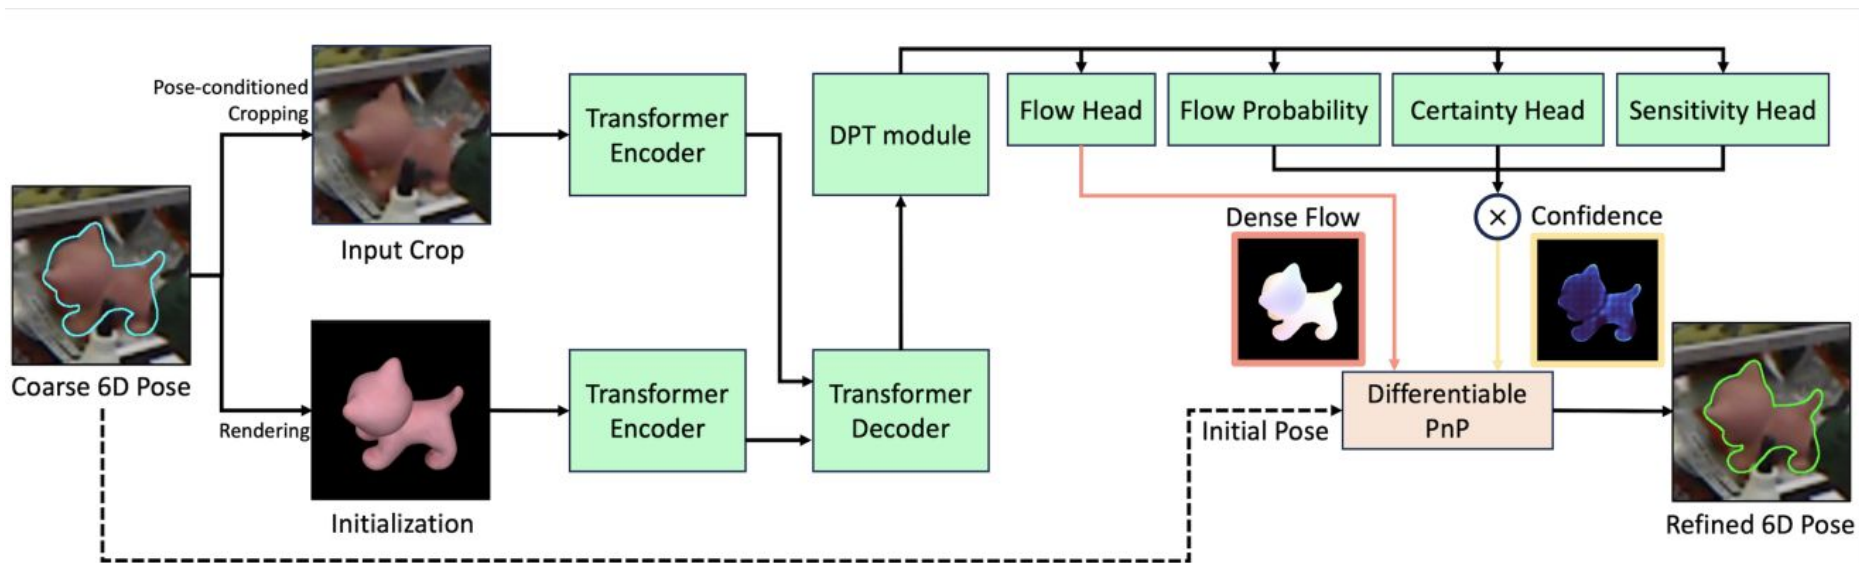 Pose-conditioned
Cropping
Input Crop
Coarse 6D Pose
Rendering
Initialization
Transformer
Encoder
Transformer
Encoder
Transformer
Decoder
DPT module
Flow Head
Flow Probability
Certainty Head
Sensitivity Head
×
Dense Flow
Confidence
Initial Pose
Differentiable
PnP
Refined 6D Pose